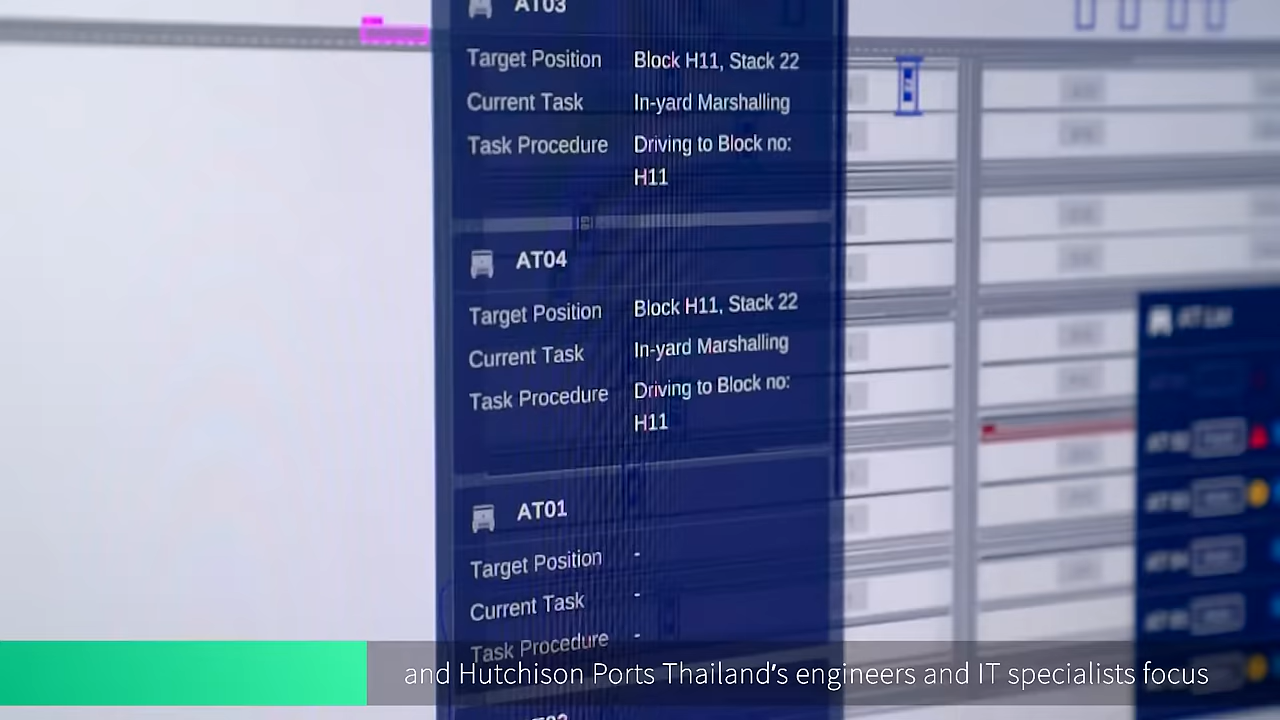 AT03
Target Position Block H11, Stack 22
Current Task In-yard Marshalling
Task Procedure Driving to Block no:
H11
AT04
Target Position Block H11, Stack 22
Current Task In-yard Marshalling
Task Procedure Driving to Block no:
H11
AT01
Target Position -
Current Task -
Task Procedure -
and Hutchison Ports Thailand's engineers and IT specialists focus